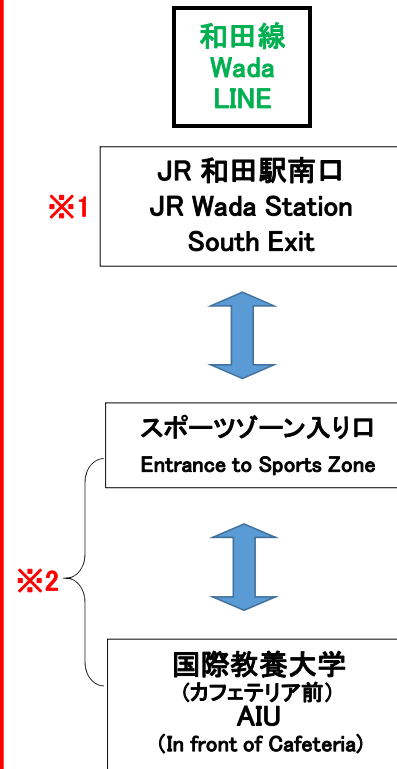 和田線
Wada
LINE
JR 和田駅南口
※1
JR Wada Station
South Exit
スポーツゾーン入り口
Entrance to Sports Zone
※2
国際教養大学
(カフェテリア前)
AIU
(In front of Cafeteria)